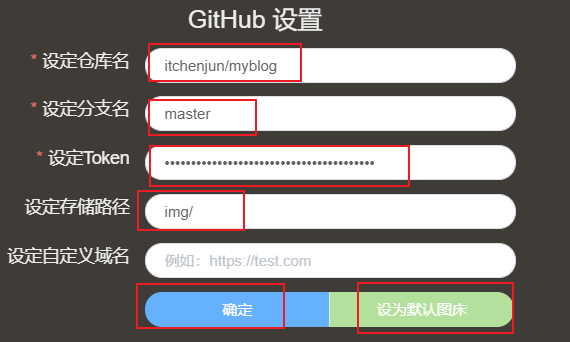 GitHub 设置
* 设定仓库名 itchenjun/myblog
* 设定分支名 master
* 设定Token ••••••••••••••••••••••••••••••••••••••••
设定存储路径 img/
设定自定义域名 例如：https://test.com
确定 设为默认图床